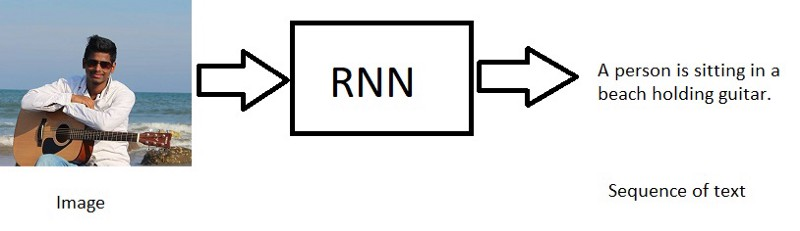 RNN
A person is sitting in a
beach holding guitar.
Image
Sequence of text